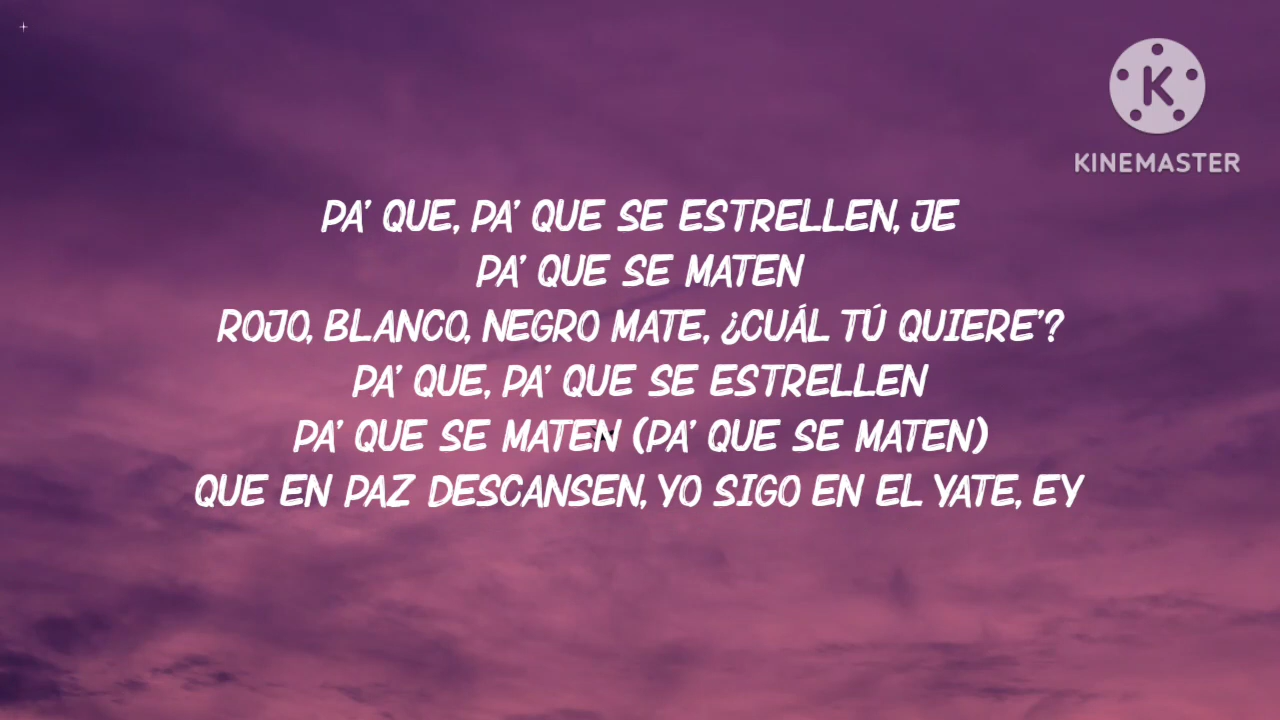 K
KINEMASTER
PA' QUE, PA' QUE SE ESTRELLEN, JE
PA' QUE SE MATEN
ROJO, BLANCO, NEGRO MATE, ¿CUÁL TÚ QUIERE'?
PA' QUE, PA' QUE SE ESTRELLEN
PA' QUE SE MATEN (PA' QUE SE MATEN)
QUE EN PAZ DESCANSEN, YO SIGO EN EL YATE, EY